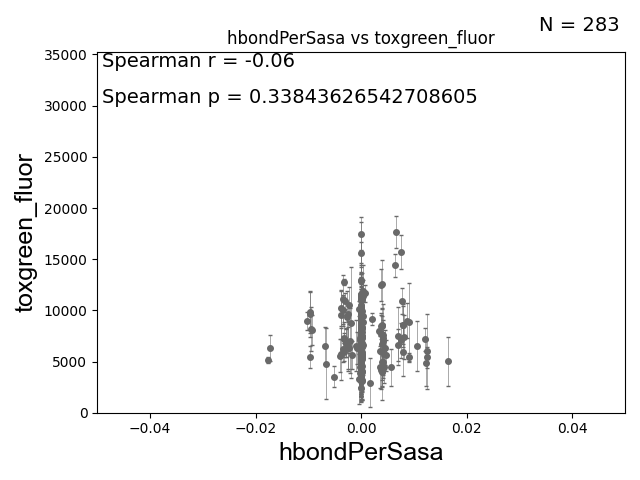 N = 283
hbondPerSasa vs toxgreen_fluor
Spearman r = -0.06
Spearman p = 0.33843626542708605
35000
30000
25000
20000
15000
10000
5000
0
toxgreen_fluor
−0.04
−0.02
0.00
0.02
0.04
hbondPerSasa